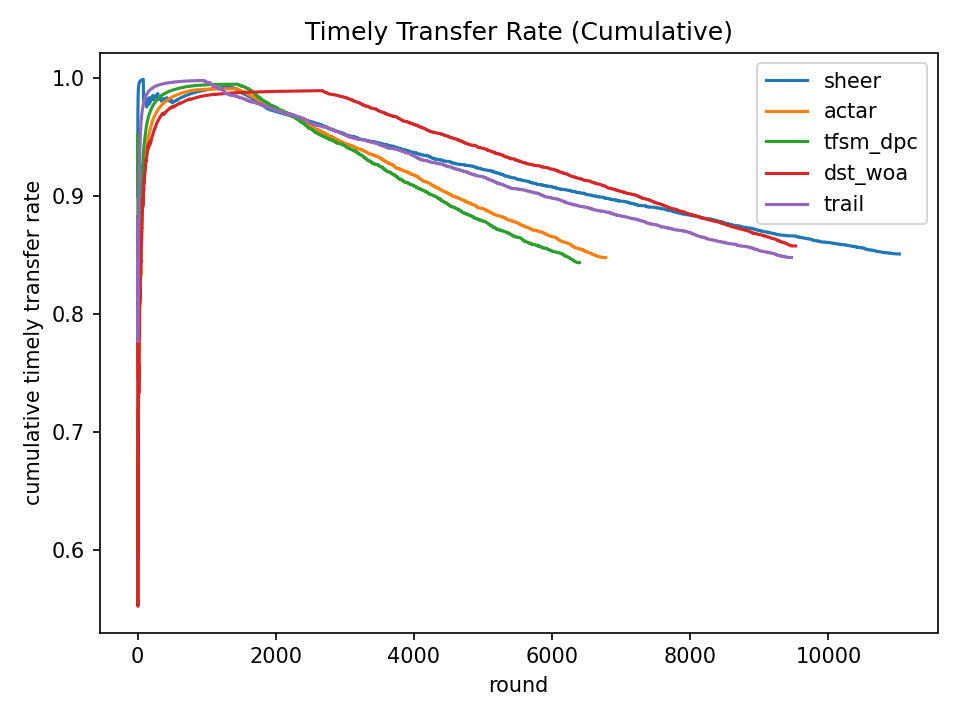 Timely Transfer Rate (Cumulative)
cumulative timely transfer rate
1.0
0.9
0.8
0.7
0.6
sheer
actar
tfsm_dpc
dst_woa
trail
0 2000 4000 6000 8000 10000
round